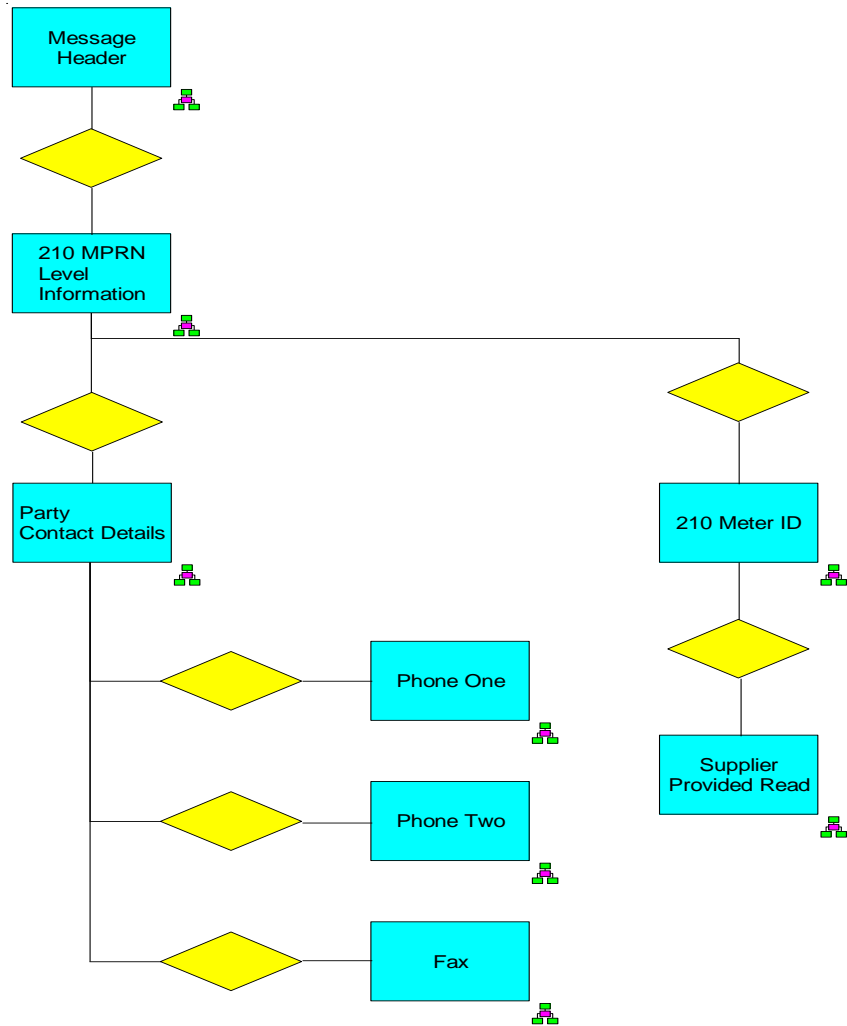 Message
Header
210 MPRN
Level
Information
Party
Contact Details
210 Meter ID
Phone One
Supplier
Provided Read
Phone Two
Fax